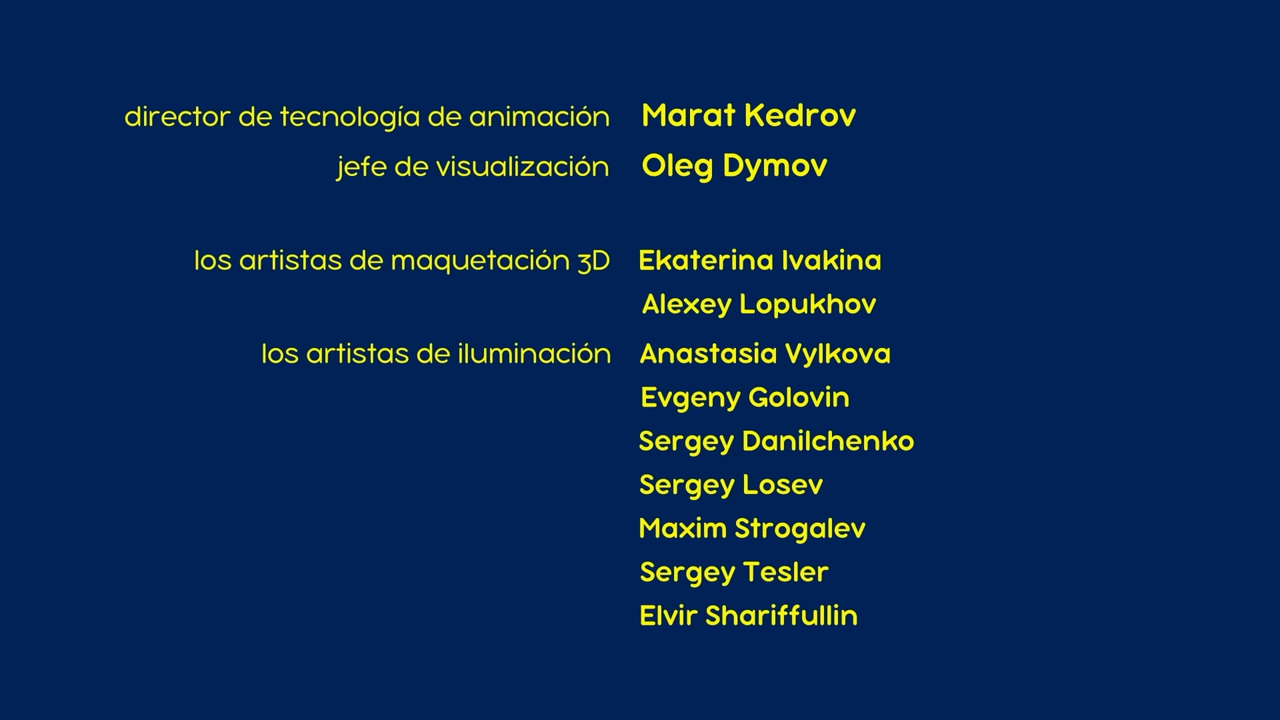 director de tecnología de animación Marat Kedrov
jefe de visualización Oleg Dymov
los artistas de maquetación 3D Ekaterina Ivakina
Alexey Lopukhov
los artistas de iluminación Anastasia Vylkova
Evgeny Golovin
Sergey Danilchenko
Sergey Losev
Maxim Strogalev
Sergey Tesler
Elvir Shariffullin